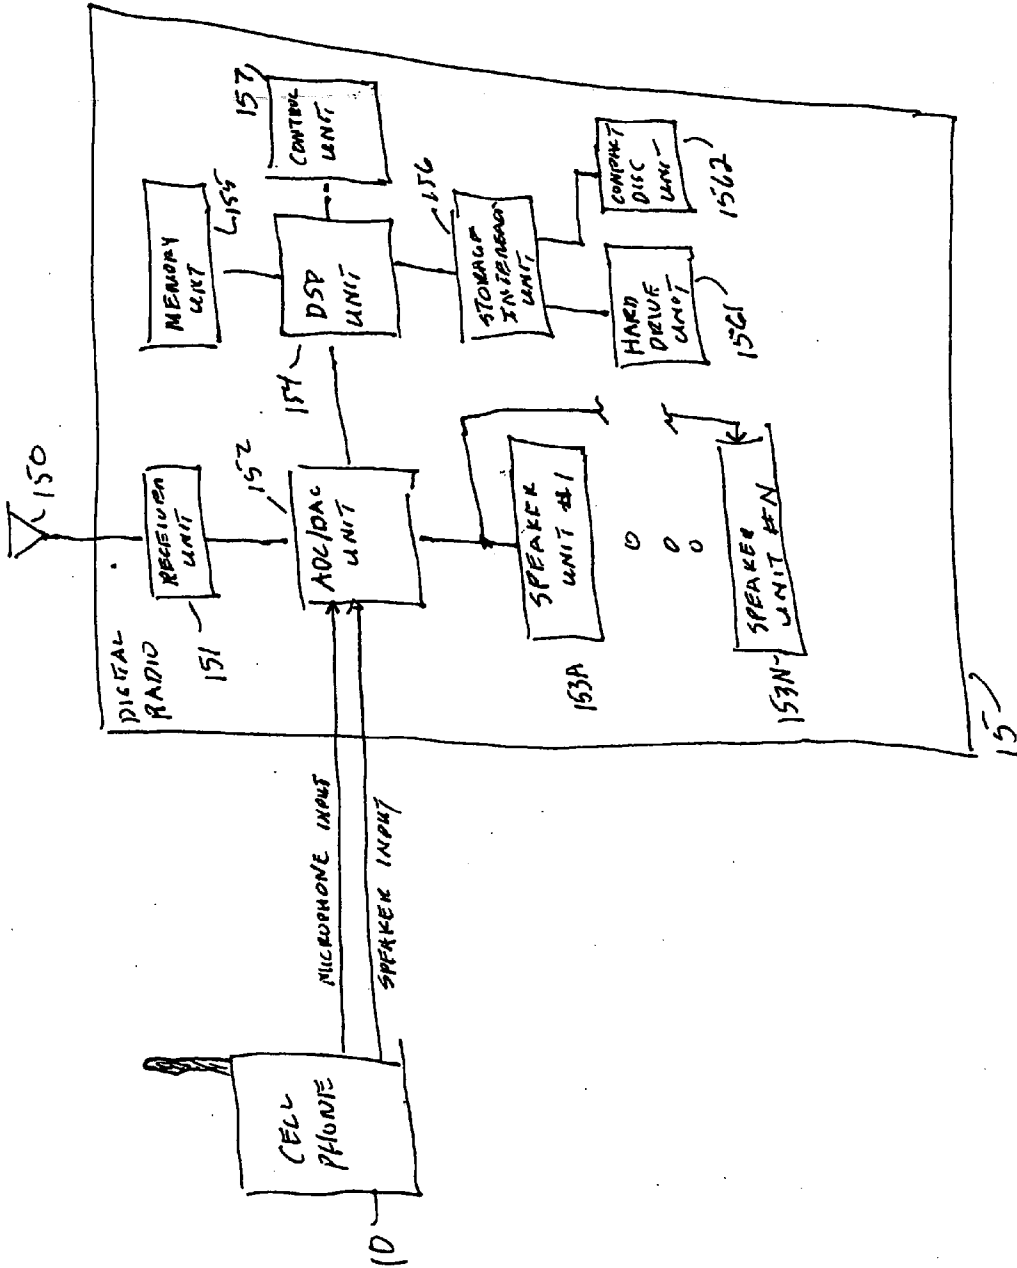 150
DIGITAL
RADIO
RECEIVER
UNIT
151
MEMORY
UNIT
155
157
CONTROL
UNIT
152
ADC/DAC
UNIT
154
DSP
UNIT
156
STORAGE
UNIT
MICROPHONE INPUT
SPEAKER INPUT
CELL
PHONE
10
SPEAKER
UNIT #1
153A
HARD
DRIVE
UNIT
1561
COMPACT
DISC
UNIT
1562
SPEAKER
UNIT #N
153N
15